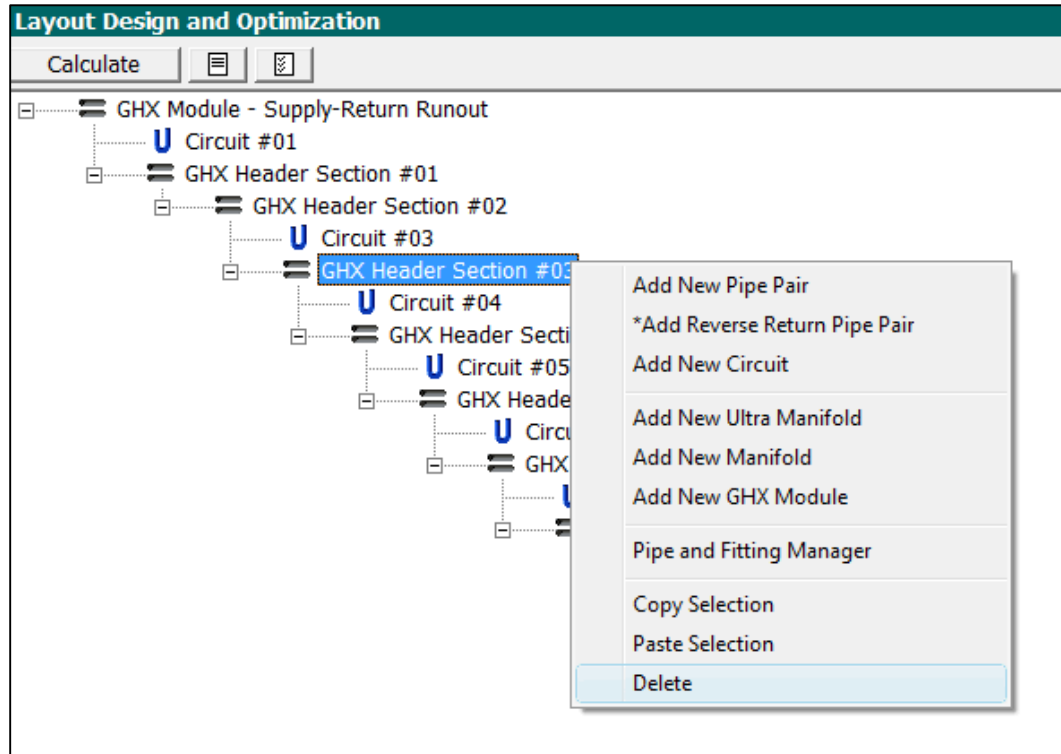 Layout Design and Optimization
Calculate
GHX Module - Supply-Return Runout
Circuit #01
GHX Header Section #01
GHX Header Section #02
Circuit #03
GHX Header Section #03
Circuit #04
GHX Header
Circuit #05
GHX
GHX
Add New Pipe Pair
*Add Reverse Return Pipe Pair
Add New Circuit
Add New Ultra Manifold
Add New Manifold
Add New GHX Module
Pipe and Fitting Manager
Copy Selection
Paste Selection
Delete